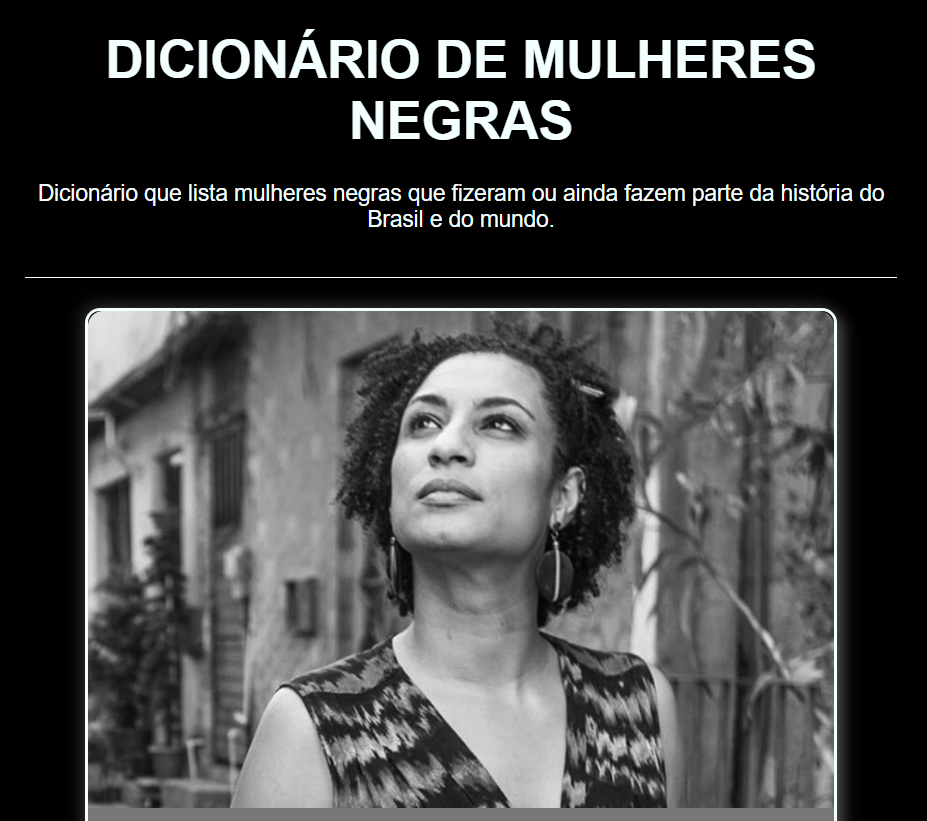 DICIONÁRIO DE MULHERES
NEGRAS
Dicionário que lista mulheres negras que fizeram ou ainda fazem parte da história do
Brasil e do mundo.